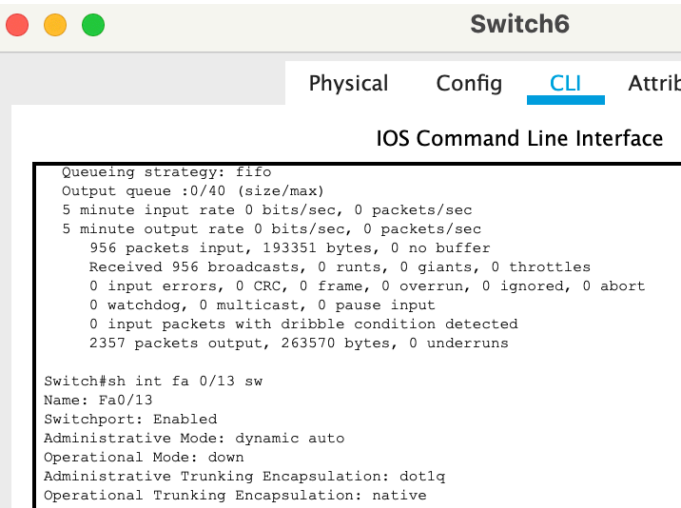 Switch6
Physical Config CLI Attrib
IOS Command Line Interface
Queueing strategy: fifo
Output queue :0/40 (size/max)
5 minute input rate 0 bits/sec, 0 packets/sec
5 minute output rate 0 bits/sec, 0 packets/sec
956 packets input, 193351 bytes, 0 no buffer
Received 956 broadcasts, 0 runts, 0 giants, 0 throttles
0 input errors, 0 CRC, 0 frame, 0 overrun, 0 ignored, 0 abort
0 watchdog, 0 multicast, 0 pause input
0 input packets with dribble condition detected
2357 packets output, 263570 bytes, 0 underruns
Switch#sh int fa 0/13 sw
Name: Fa0/13
Switchport: Enabled
Administrative Mode: dynamic auto
Operational Mode: down
Administrative Trunking Encapsulation: dot1q
Operational Trunking Encapsulation: native